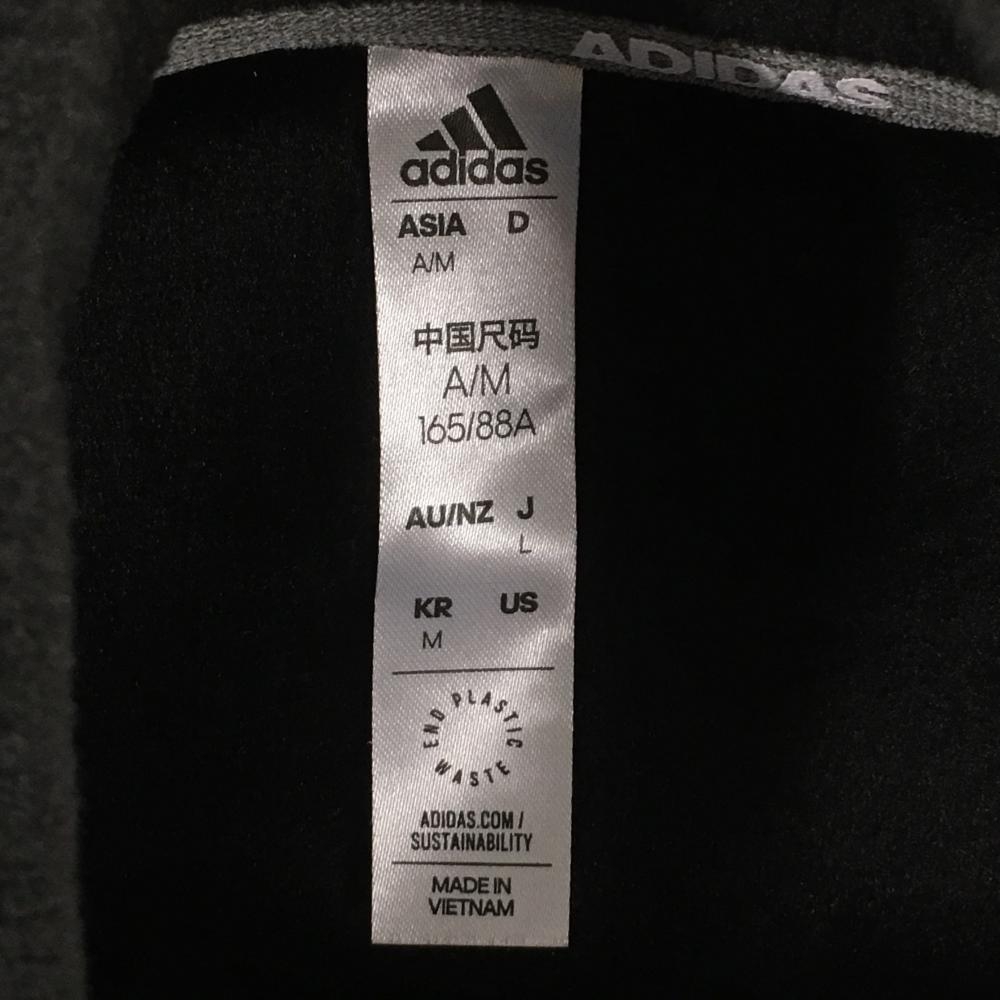 ADIDAS
adidas
ASIA D
A/M
中国尺码
A/M
165/88A
AU/NZ J
L
KR US
M
END PLASTIC WASTE
ADIDAS.COM /
SUSTAINABILITY
MADE IN
VIETNAM